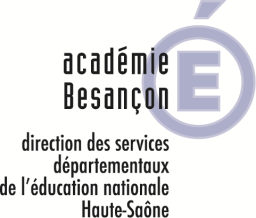 académie
Besançon
É
direction des services
départementaux
de l'éducation nationale
Haute-Saône